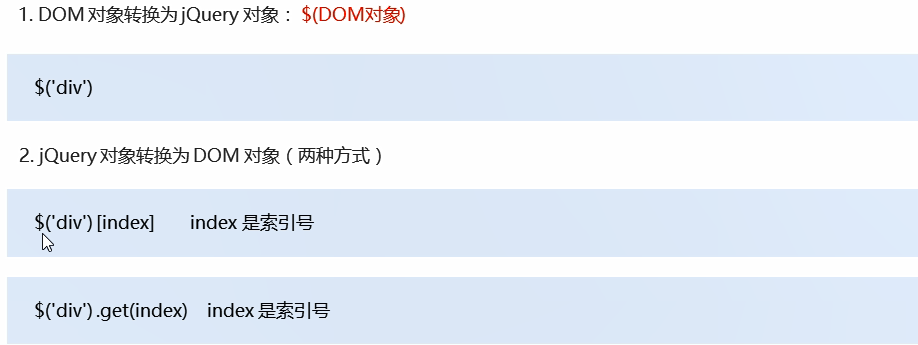 1. DOM 对象转换为 jQuery 对象： $(DOM对象)
$('div')
2. jQuery 对象转换为 DOM 对象（两种方式）
$('div') [index] index 是索引号
$('div') .get(index) index 是索引号